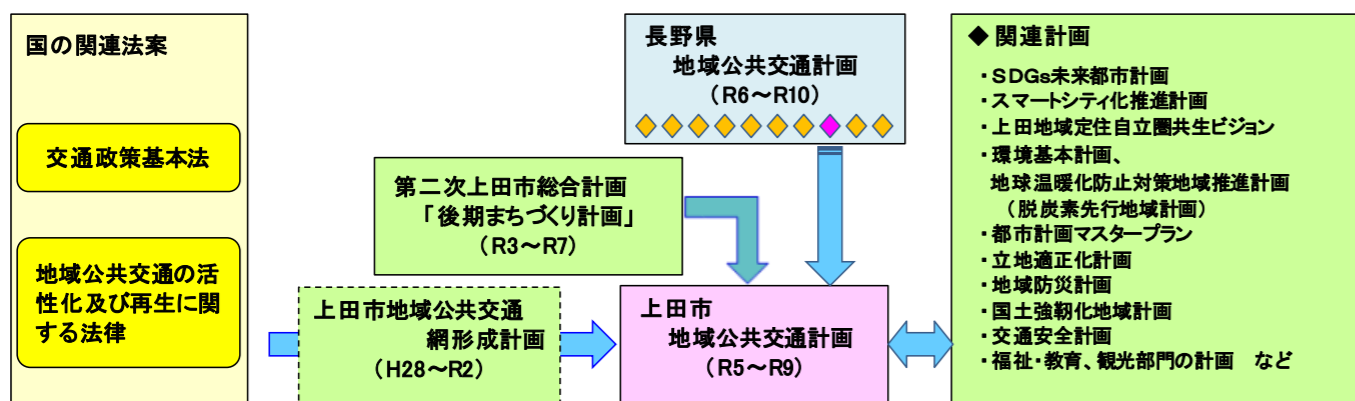 国の関連法案
交通政策基本法
地域公共交通の活
性化及び再生に関
する法律
長野県
地域公共交通計画
(R6~R10)
第二次上田市総合計画
「後期まちづくり計画」
(R3~R7)
上田市地域公共交通
網形成計画
(H28~R2)
上田市
地域公共交通計画
(R5~R9)
◆ 関連計画
・SDGs未来都市計画
・スマートシティ化推進計画
・上田地域定住自立圏共生ビジョン
・環境基本計画、
地球温暖化防止対策地域推進計画
(脱炭素先行地域計画)
・都市計画マスタープラン
・立地適正化計画
・地域防災計画
・国土強靭化地域計画
・交通安全計画
・福祉・教育、観光部門の計画 など